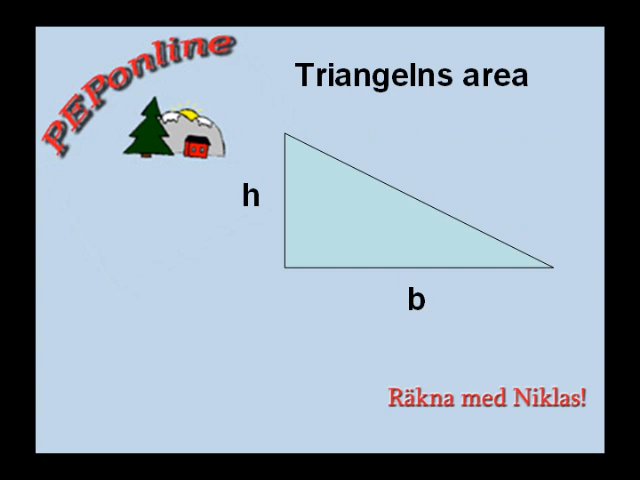 PEPonline
Triangelns area
h
b
Räkna med Niklas!